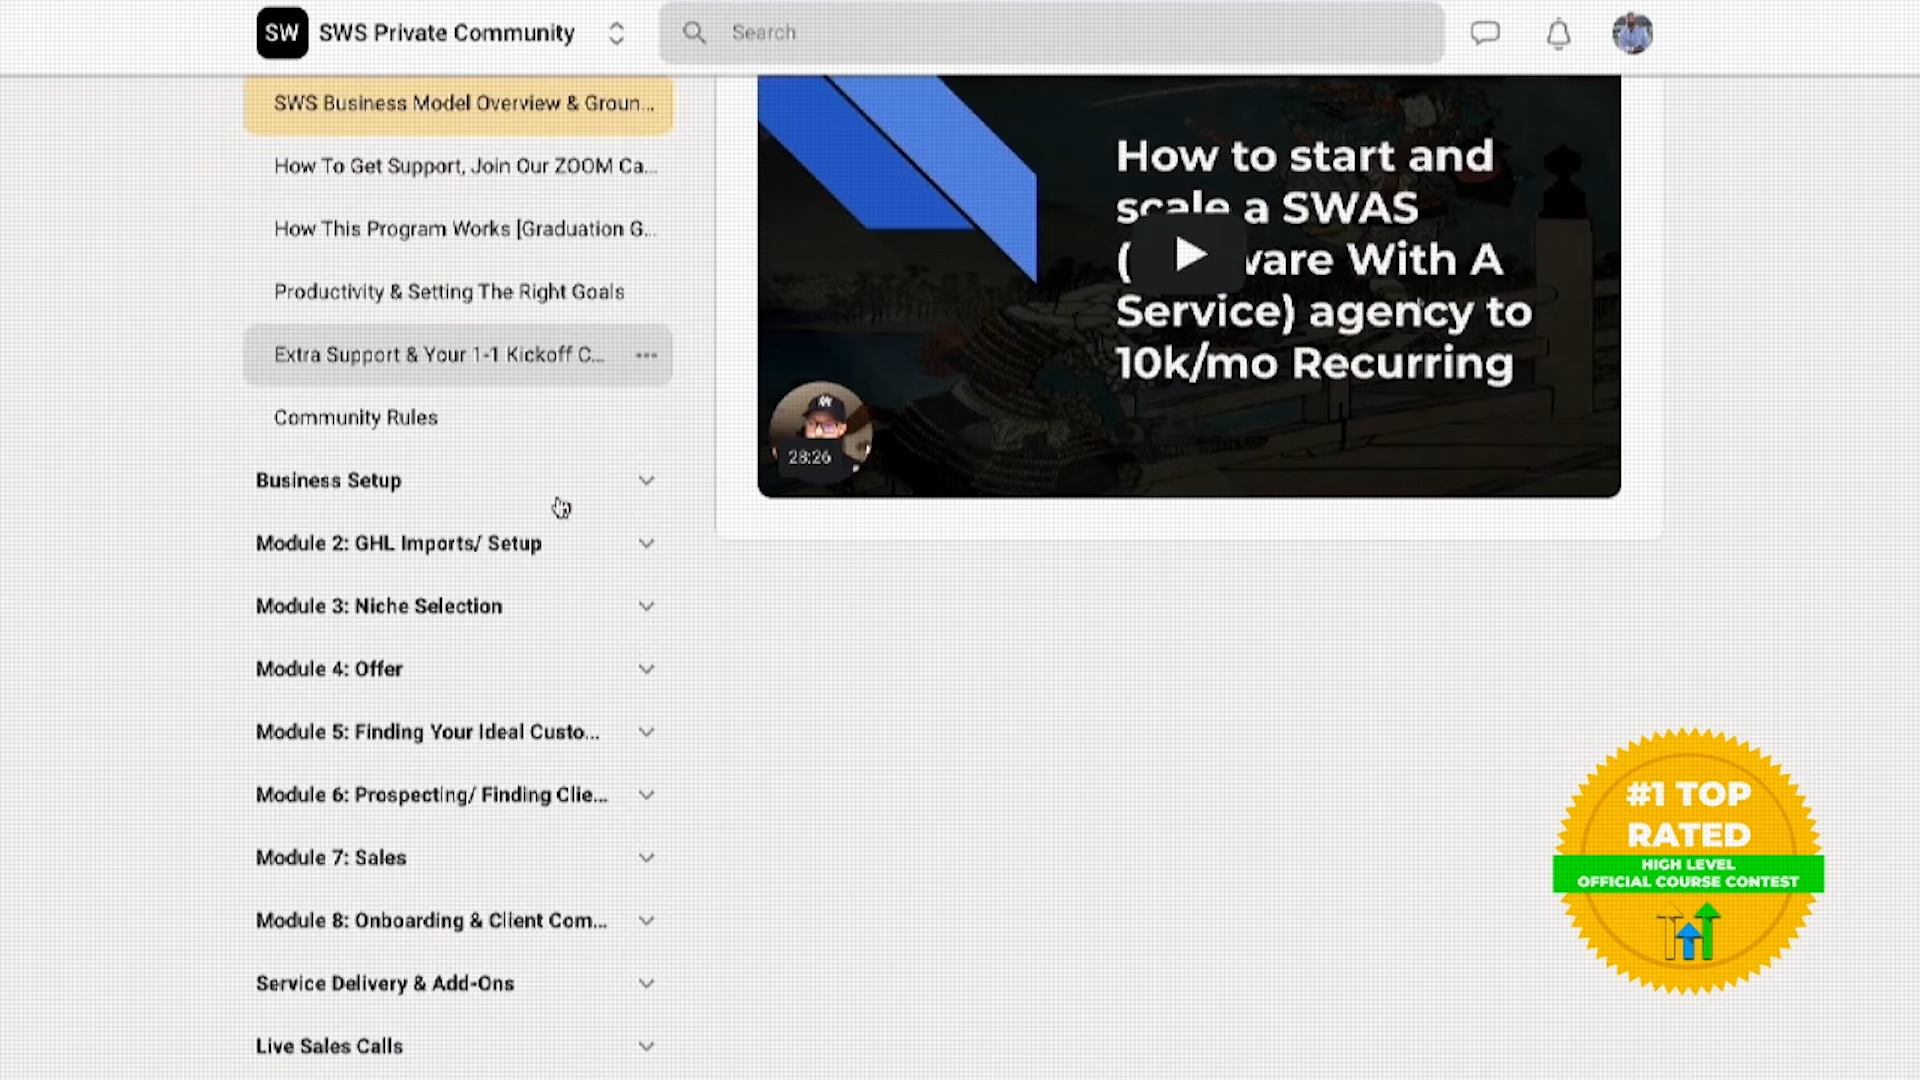 SW
SWS Private Community
Search
SWS Business Model Overview & Groun...
How To Get Support, Join Our ZOOM Ca...
How This Program Works [Graduation G...
Productivity & Setting The Right Goals
Extra Support & Your 1-1 Kickoff C...
Community Rules
Business Setup
Module 2: GHL Imports/ Setup
Module 3: Niche Selection
Module 4: Offer
Module 5: Finding Your Ideal Custo...
Module 6: Prospecting/ Finding Clie...
Module 7: Sales
Module 8: Onboarding & Client Com...
Service Delivery & Add-Ons
Live Sales Calls
How to start and
scale a SWAS
( ware With A
Service) agency to
10k/mo Recurring
28:26
#1 TOP
RATED
HIGH LEVEL
OFFICIAL COURSE CONTEST